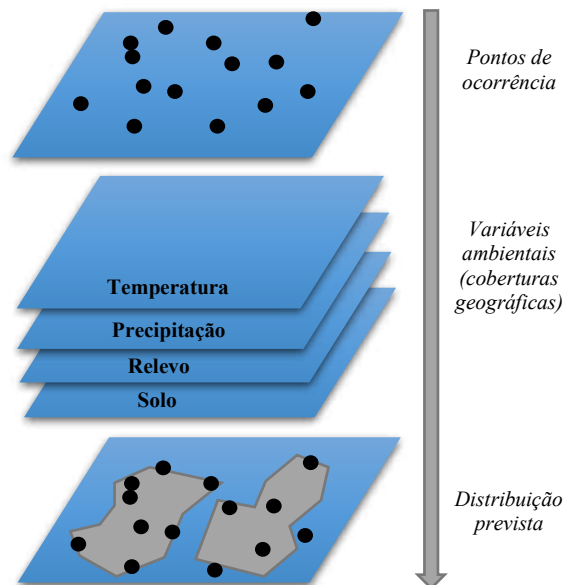 Pontos de
ocorrência
Variáveis
ambientais
(coberturas
geográficas)
Temperatura
Precipitação
Relevo
Solo
Distribuição
prevista